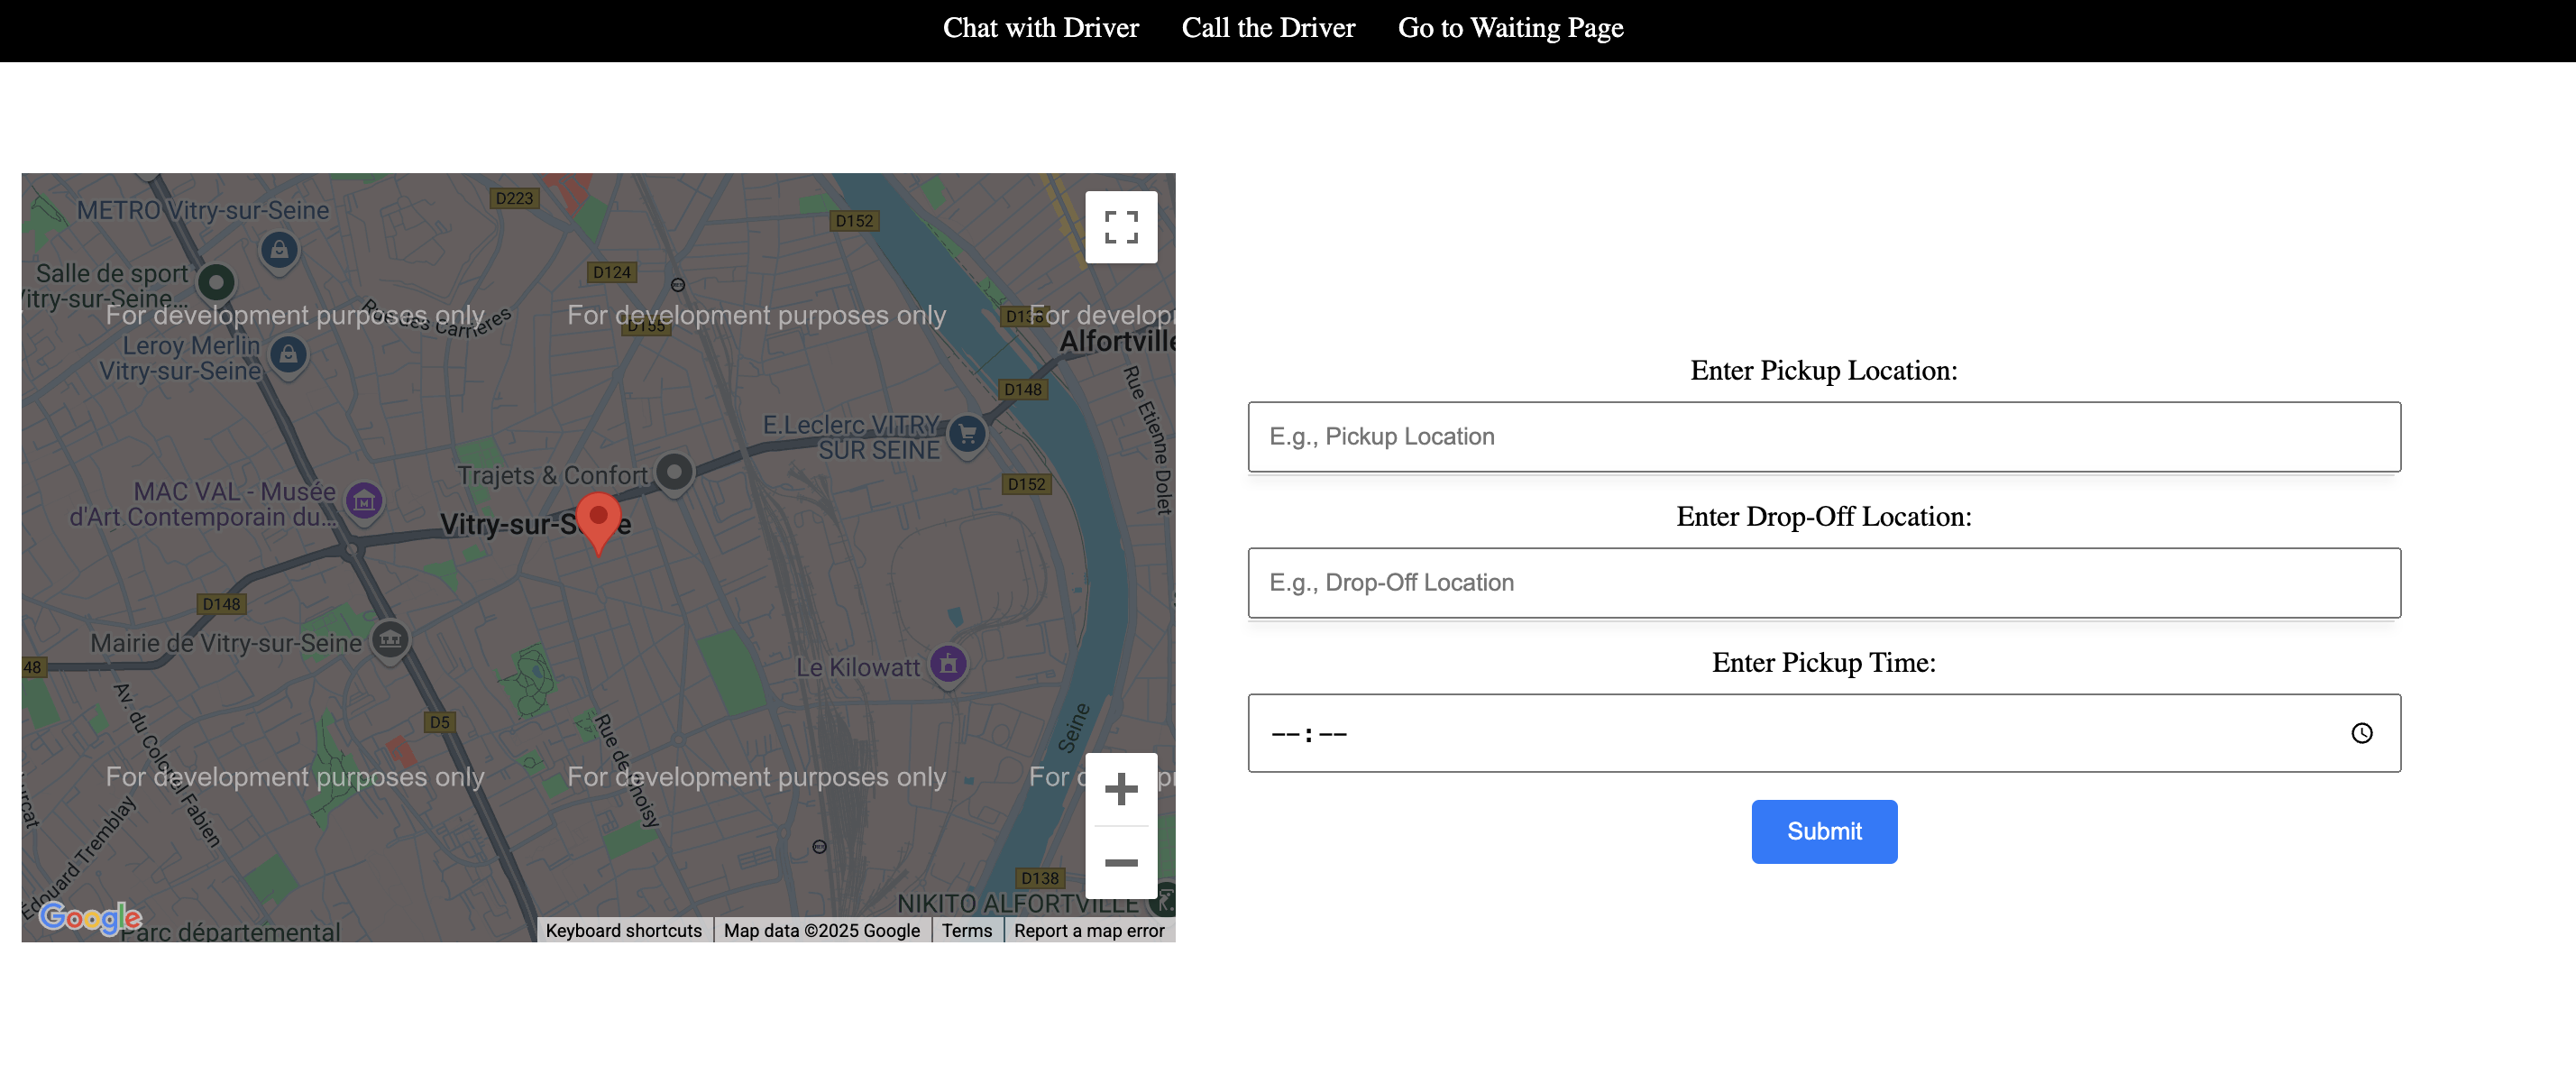 Chat with Driver
Call the Driver
Go to Waiting Page
METRO Vitry-sur-Seine
D223
D152
Salle de sport
Vitry-sur-Seine...
D124
Rue des Carrières
For development purposes only
For development purposes only
For develop
D155
D138
Alfortville
Leroy Merlin
Vitry-sur-Seine
D148
Rue Etienne Dolet
E.Leclerc VITRY
SUR SEINE
Trajets & Confort
D152
MAC VAL - Musée
d'Art Contemporain du...
Vitry-sur-S e
D148
Mairie de Vitry-sur-Seine
48
Le Kilowatt
Av. du Colonel Fabien
D5
Seine
For development purposes only
For development purposes only
For
Edouard Tremblay
D138
NIKITO ALFORTVILLE
Google
Parc départemental
Keyboard shortcuts
Map data ©2025 Google
Terms
Report a map error
Enter Pickup Location:
E.g., Pickup Location
Enter Drop-Off Location:
E.g., Drop-Off Location
Enter Pickup Time:
--:--
Submit